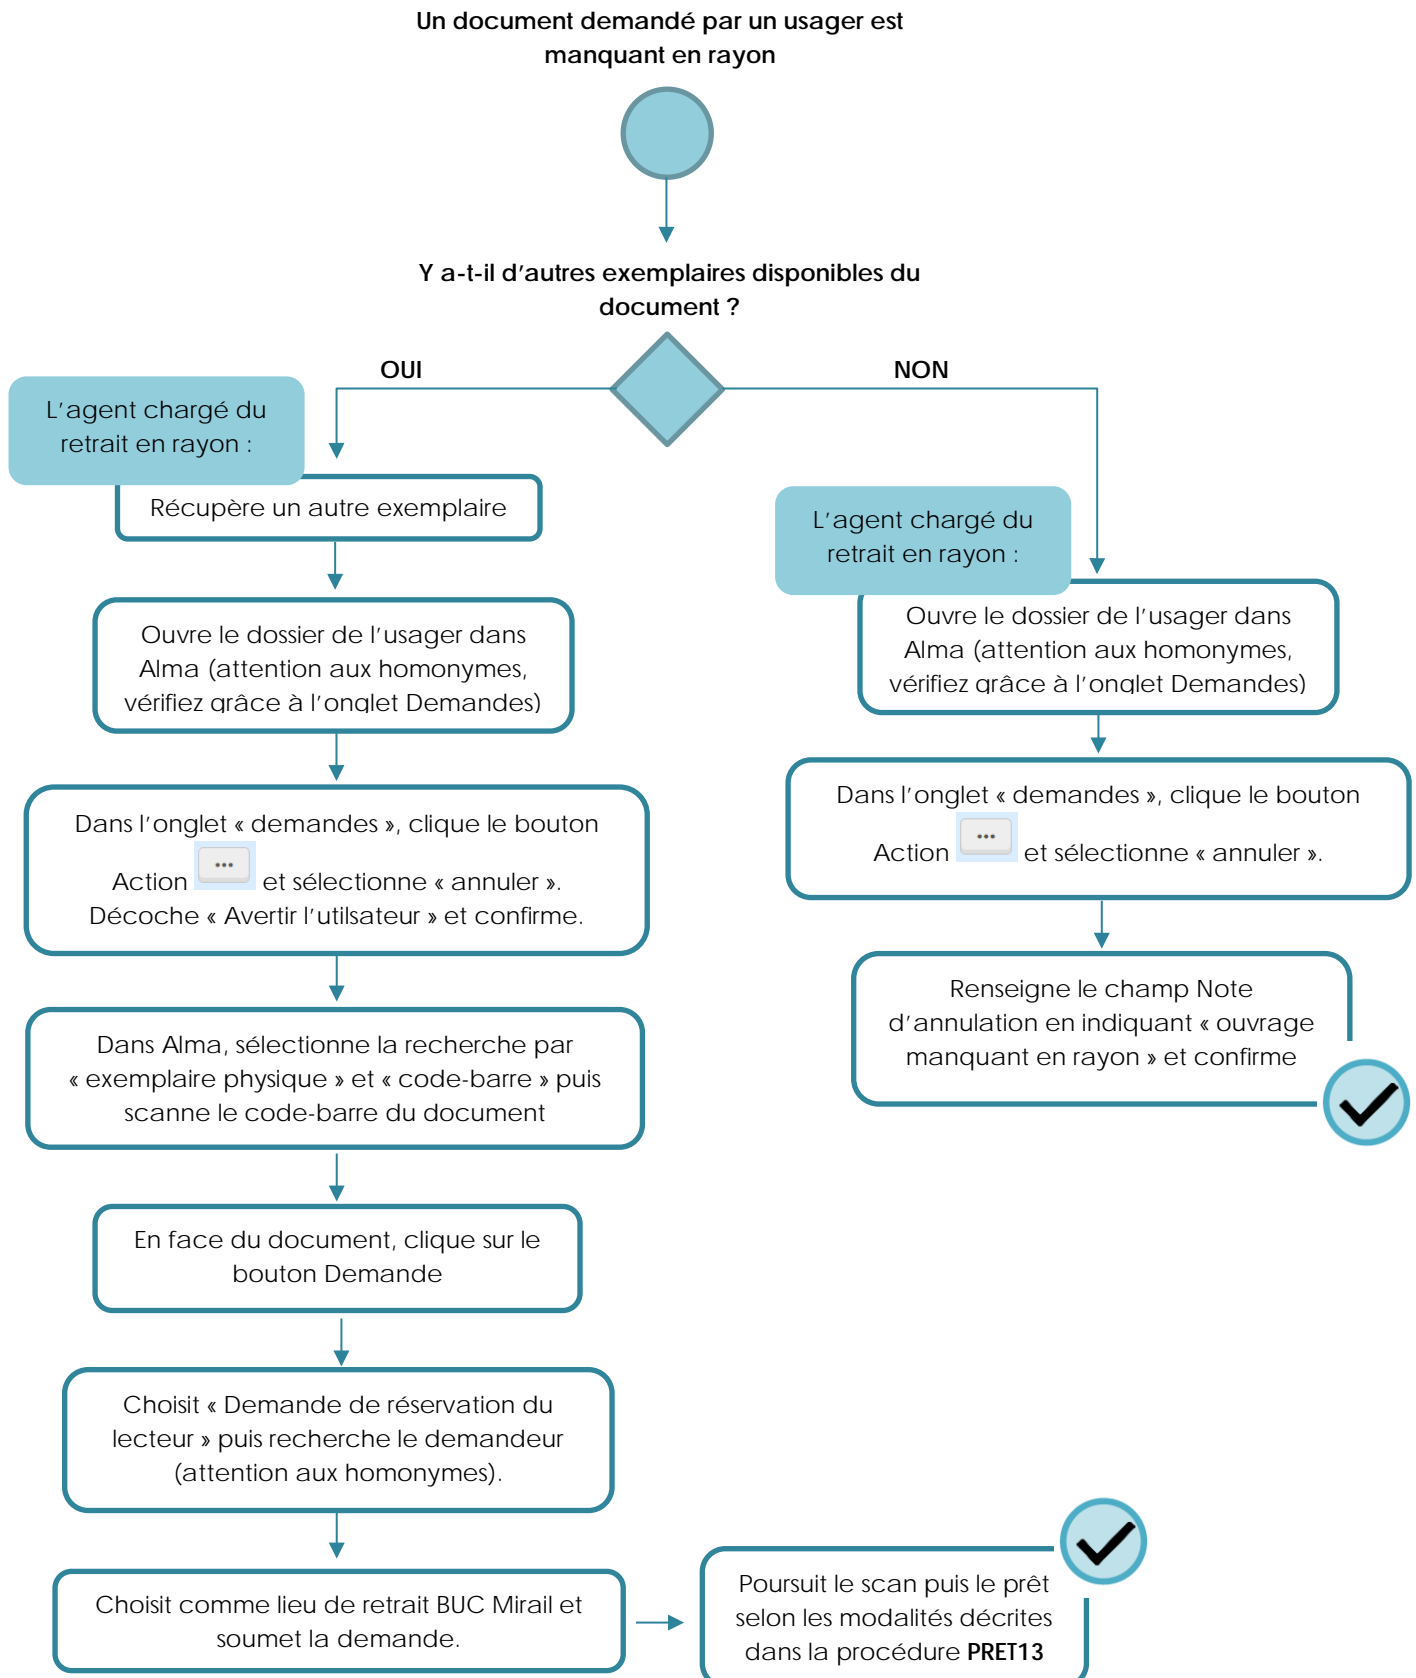 Un document demandé par un usager est
manquant en rayon
Y a-t-il d'autres exemplaires disponibles du
document ?
OUI
NON
L'agent chargé du
retrait en rayon :
Récupère un autre exemplaire
Ouvre le dossier de l'usager dans
Alma (attention aux homonymes,
vérifiez grâce à l'onglet Demandes)
Dans l'onglet « demandes », clique le bouton
Action ••• et sélectionne « annuler ».
Décoche « Avertir l'utilsateur » et confirme.
Dans Alma, sélectionne la recherche par
« exemplaire physique » et « code-barre » puis
scanne le code-barre du document
En face du document, clique sur le
bouton Demande
Choisit « Demande de réservation du
lecteur » puis recherche le demandeur
(attention aux homonymes).
Choisit comme lieu de retrait BUC Mirail et
soumet la demande.
Poursuit le scan puis le prêt
selon les modalités décrites
dans la procédure PRET13
L'agent chargé du
retrait en rayon :
Ouvre le dossier de l'usager dans
Alma (attention aux homonymes,
vérifiez grâce à l'onglet Demandes)
Dans l'onglet « demandes », clique le bouton
Action ••• et sélectionne « annuler ».
Renseigne le champ Note
d'annulation en indiquant « ouvrage
manquant en rayon » et confirme